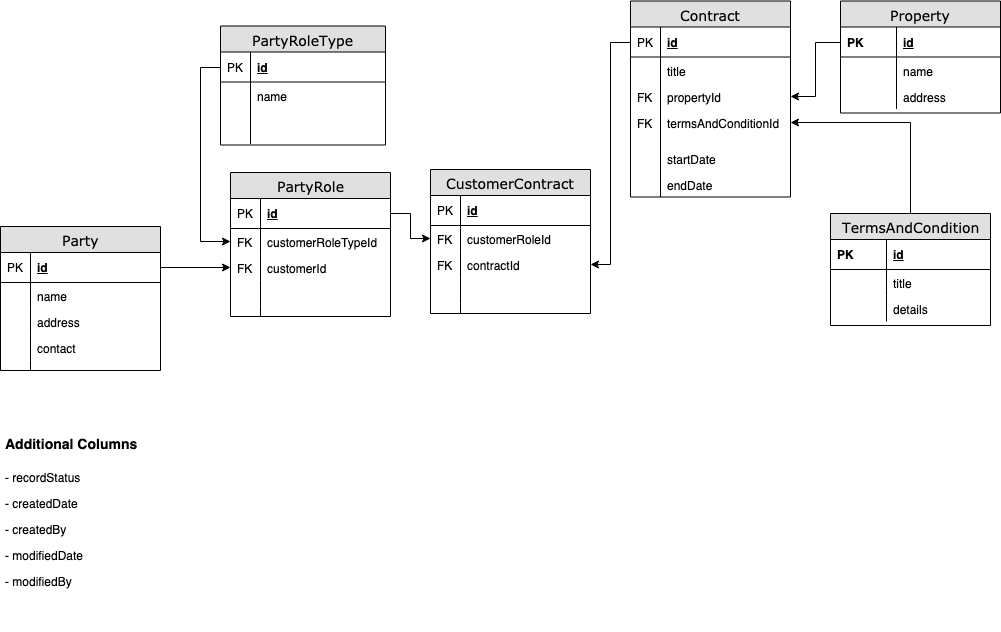 PartyRoleType
PK id
name
Contract
PK id
title
FK propertyId
FK termsAndConditionId
startDate
endDate
Property
PK id
name
address
PartyRole
PK id
FK customerRoleTypeId
FK customerId
CustomerContract
PK id
FK customerRoleId
FK contractId
Party
PK id
name
address
contact
TermsAndCondition
PK id
title
details
Additional Columns
- recordStatus
- createdDate
- createdBy
- modifiedDate
- modifiedBy